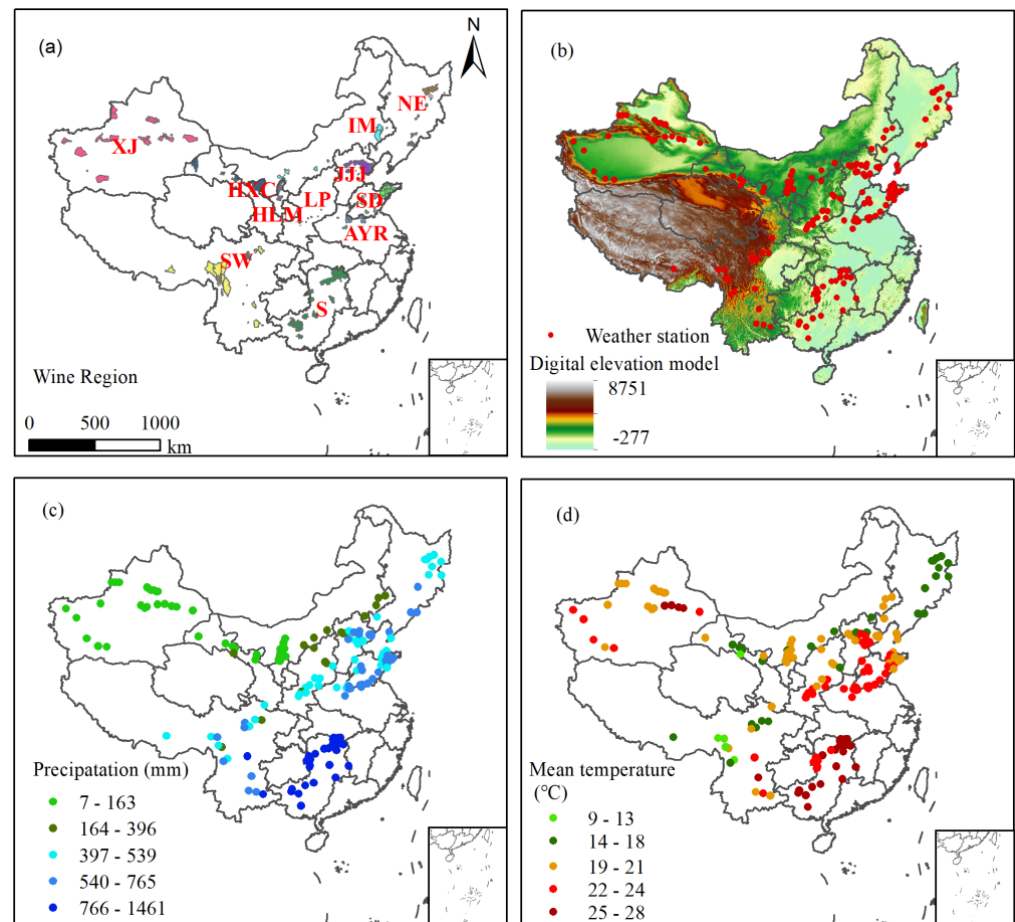 (a)
N
NE
IM
XJ
JJJ
HXC
LP
SD
HLM
AYR
SW
S
Wine Region
0 500 1000
km
(b)
Weather station
Digital elevation model
8751
-277
(c)
Precipatation (mm)
7 - 163
164 - 396
397 - 539
540 - 765
766 - 1461
(d)
Mean temperature
(°C)
9 - 13
14 - 18
19 - 21
22 - 24
25 - 28